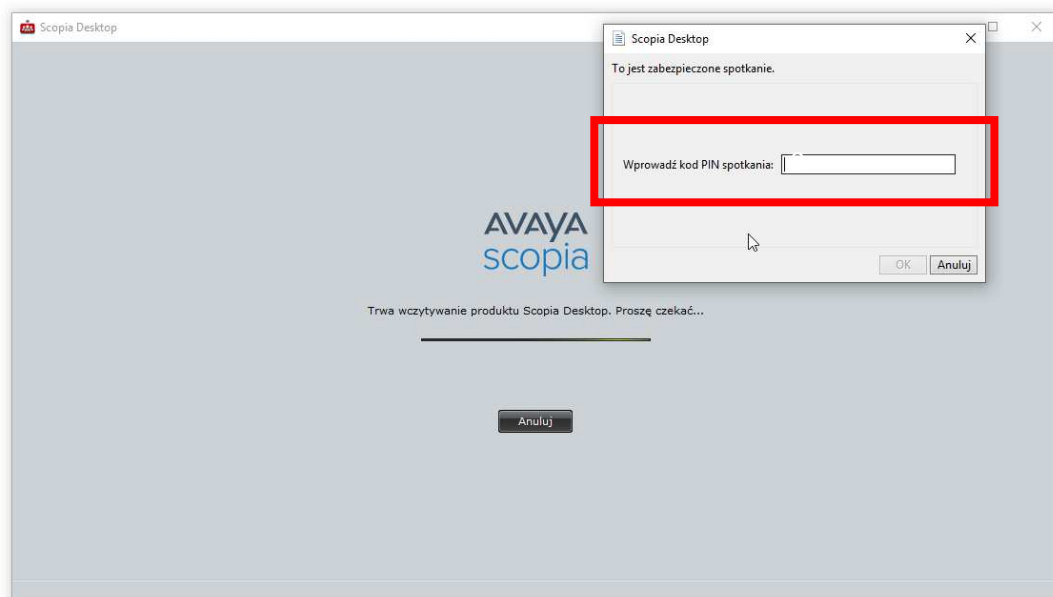 Scopia Desktop
Scopia Desktop
To jest zabezpieczone spotkanie.
Wprowadź kod PIN spotkania:
OK Anuluj
AVAYA
scopia
Trwa wczytywanie produktu Scopia Desktop. Proszę czekać...
Anuluj